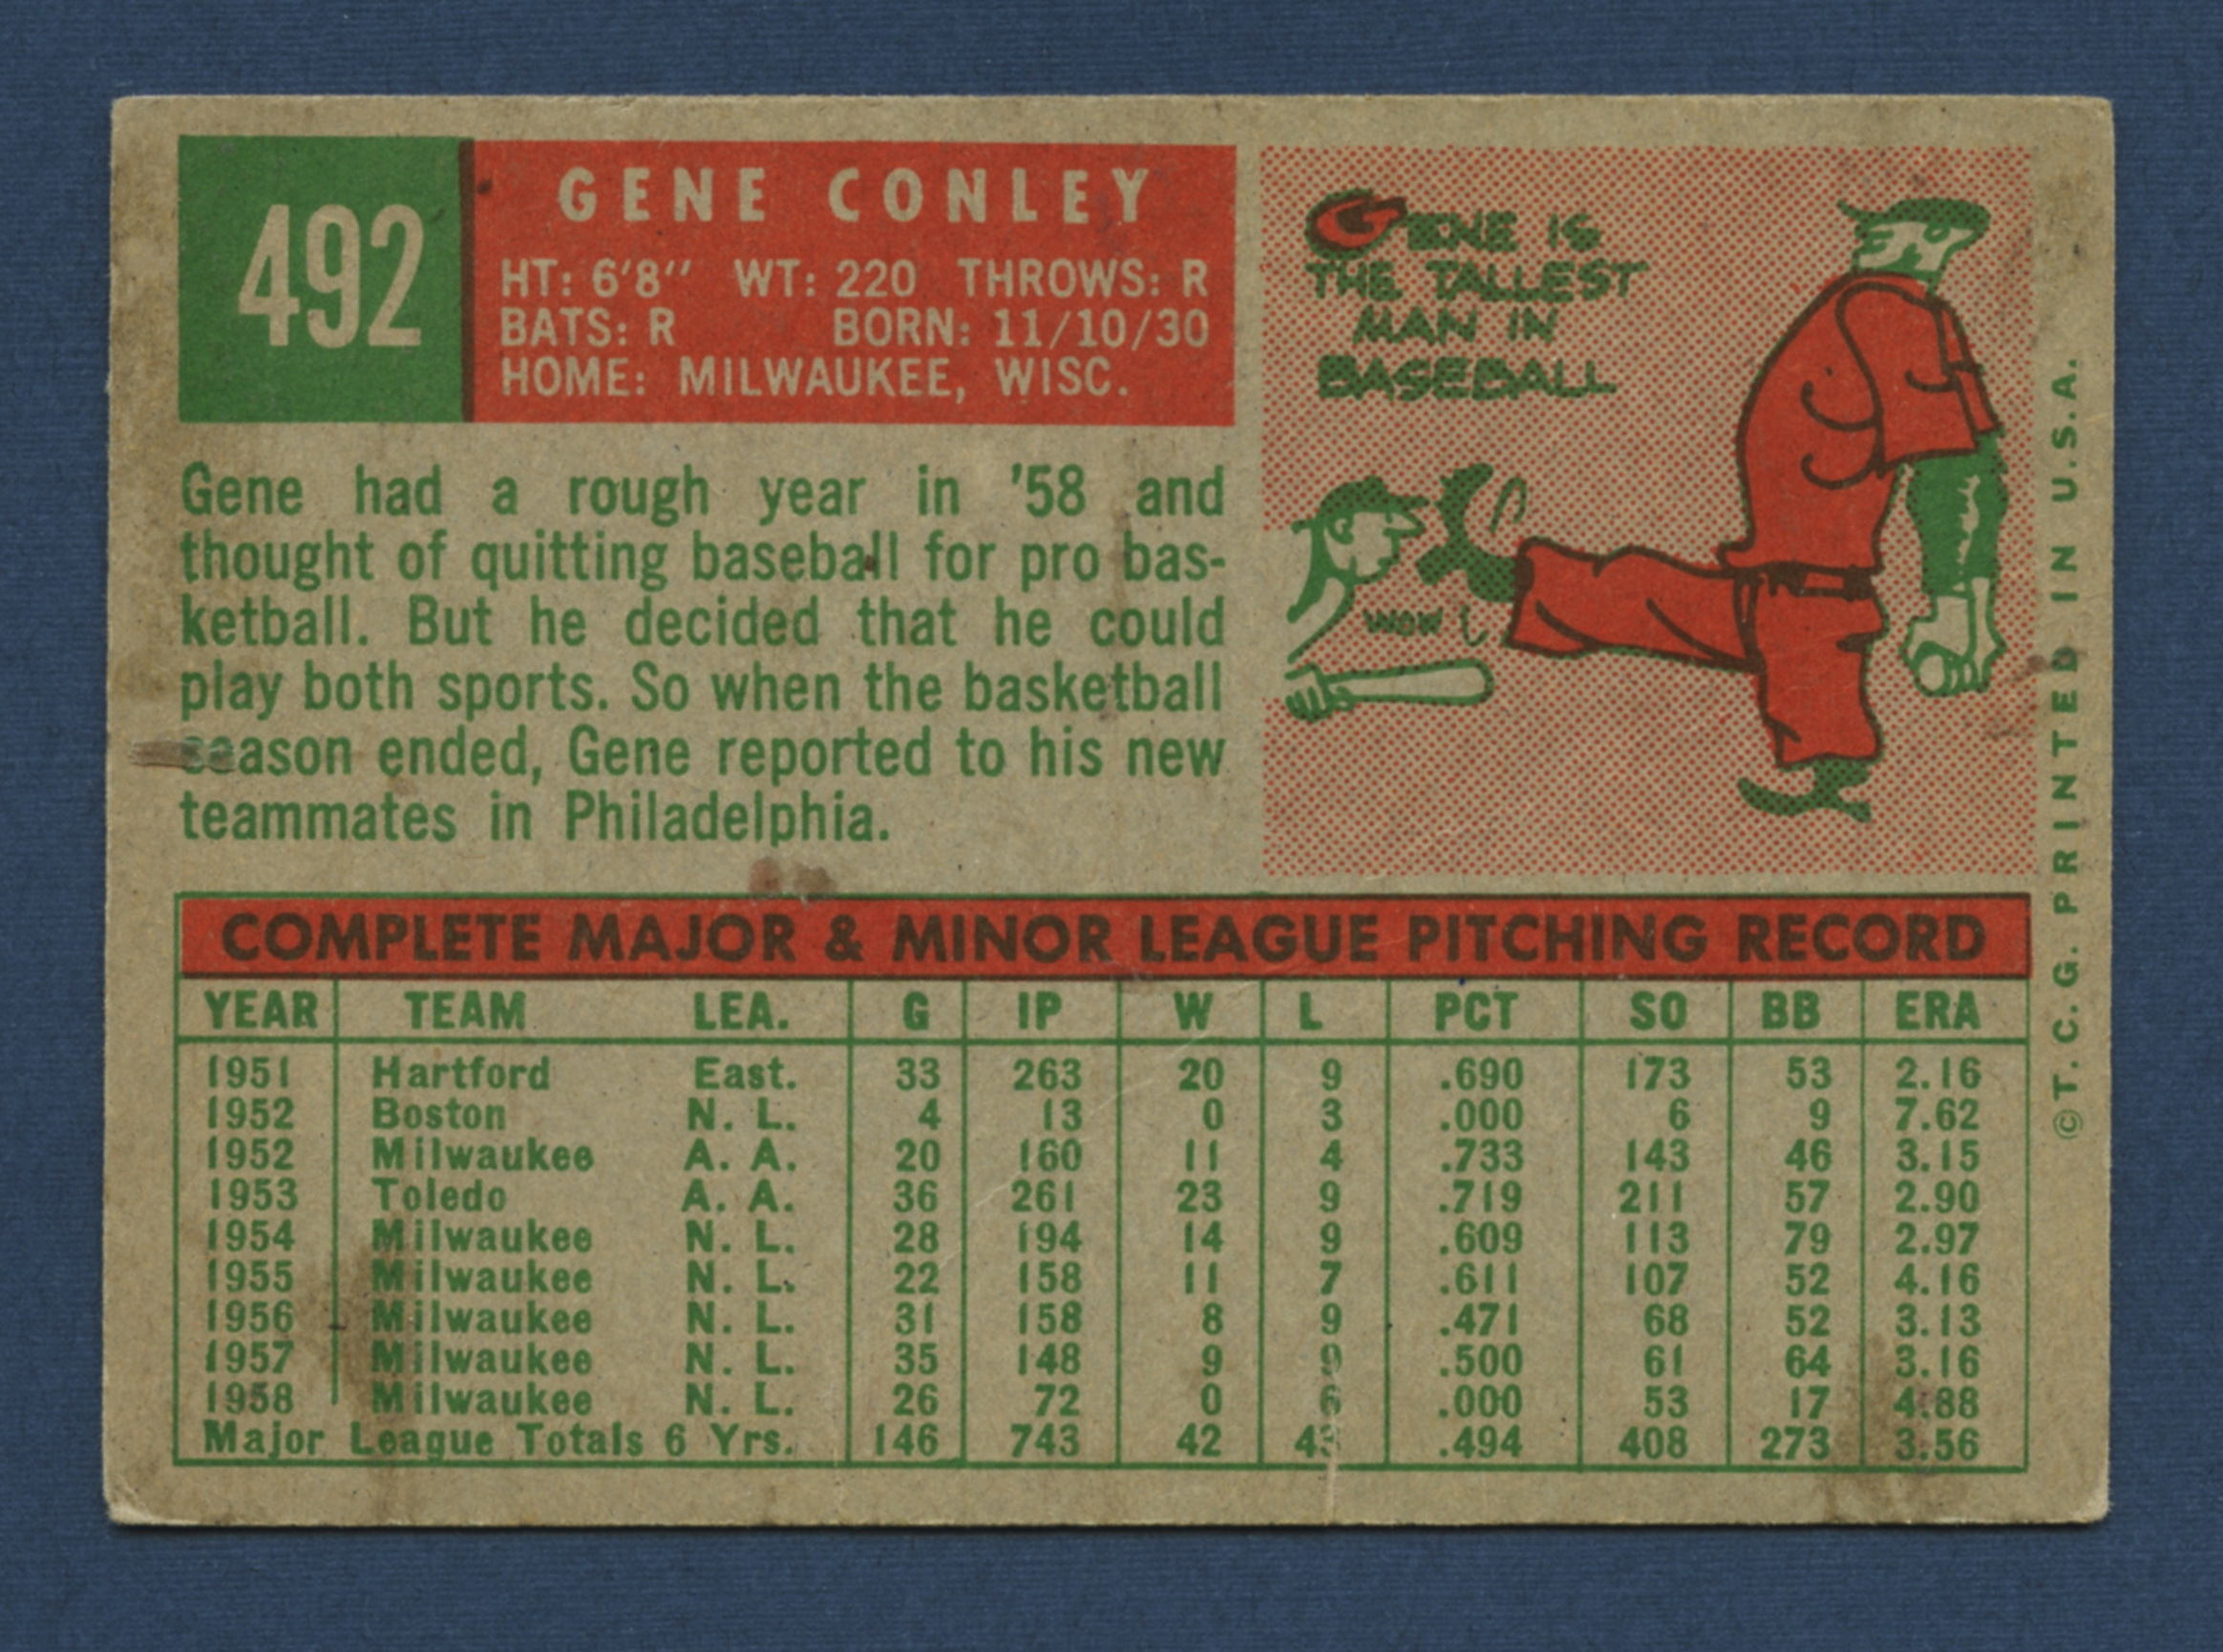 492
GENE CONLEY
HT: 6'8" WT: 220 THROWS: R
BATS: R BORN: 11/10/30
HOME: MILWAUKEE, WISC.
GENE IS
THE TALLEST
MAN IN
BASEBALL
WOW
Gene had a rough year in '58 and
thought of quitting baseball for pro bas-
ketball. But he decided that he could
play both sports. So when the basketball
season ended, Gene reported to his new
teammates in Philadelphia.
COMPLETE MAJOR & MINOR LEAGUE PITCHING RECORD
YEAR TEAM LEA. G IP W L PCT SO BB ERA
1951 Hartford East. 33 263 20 9 .690 173 53 2.16
1952 Boston N. L. 4 13 0 3 .000 6 9 7.62
1952 Milwaukee A. A. 20 160 11 4 .733 143 46 3.15
1953 Toledo A. A. 36 261 23 9 .719 211 57 2.90
1954 Milwaukee N. L. 28 194 14 9 .609 113 79 2.97
1955 Milwaukee N. L. 22 158 11 7 .611 107 52 4.16
1956 Milwaukee N. L. 31 158 8 9 .471 68 52 3.13
1957 Milwaukee N. L. 35 148 9 9 .500 61 64 3.16
1958 Milwaukee N. L. 26 72 0 6 .000 53 17 4.88
Major League Totals 6 Yrs. 146 743 42 43 .494 408 273 3.56
©T. C. G. PRINTED IN U.S.A.